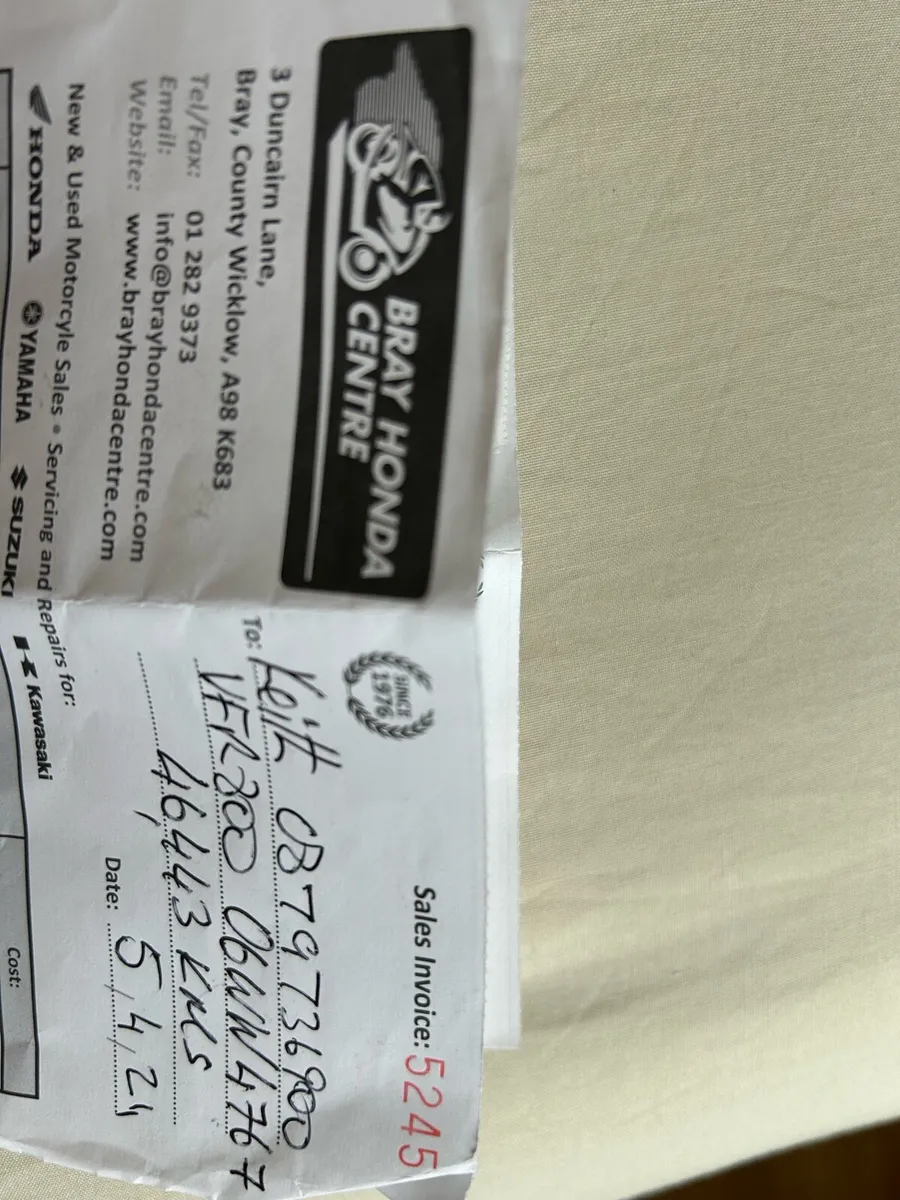 BRAY HONDA
CENTRE
3 Duncairn Lane,
Bray, County Wicklow, A98 K683
Tel/Fax: 01 282 9373
Email: info@brayhondacentre.com
Website: www.brayhondacentre.com
New & Used Motorcyle Sales • Servicing and Repairs for:
HONDA YAMAHA SUZUKI Kawasaki
SINCE
1976
Sales Invoice: 5245
To: Keith 0879736900
VFR800 06WW4767
46,443 KMS
Date: 5,4,24
Cost: